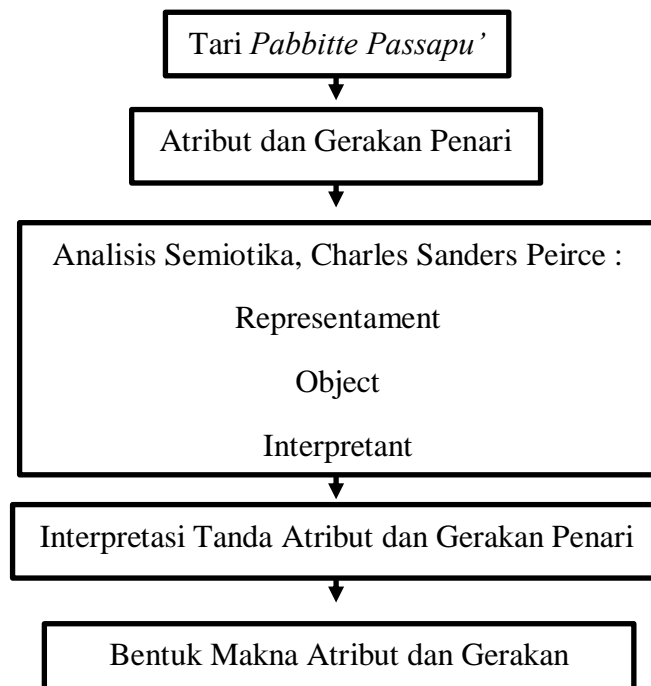 Tari Pabbitte Passapu’
Atribut dan Gerakan Penari
Analisis Semiotika, Charles Sanders Peirce :
Representament
Object
Interpretant
Interpretasi Tanda Atribut dan Gerakan Penari
Bentuk Makna Atribut dan Gerakan